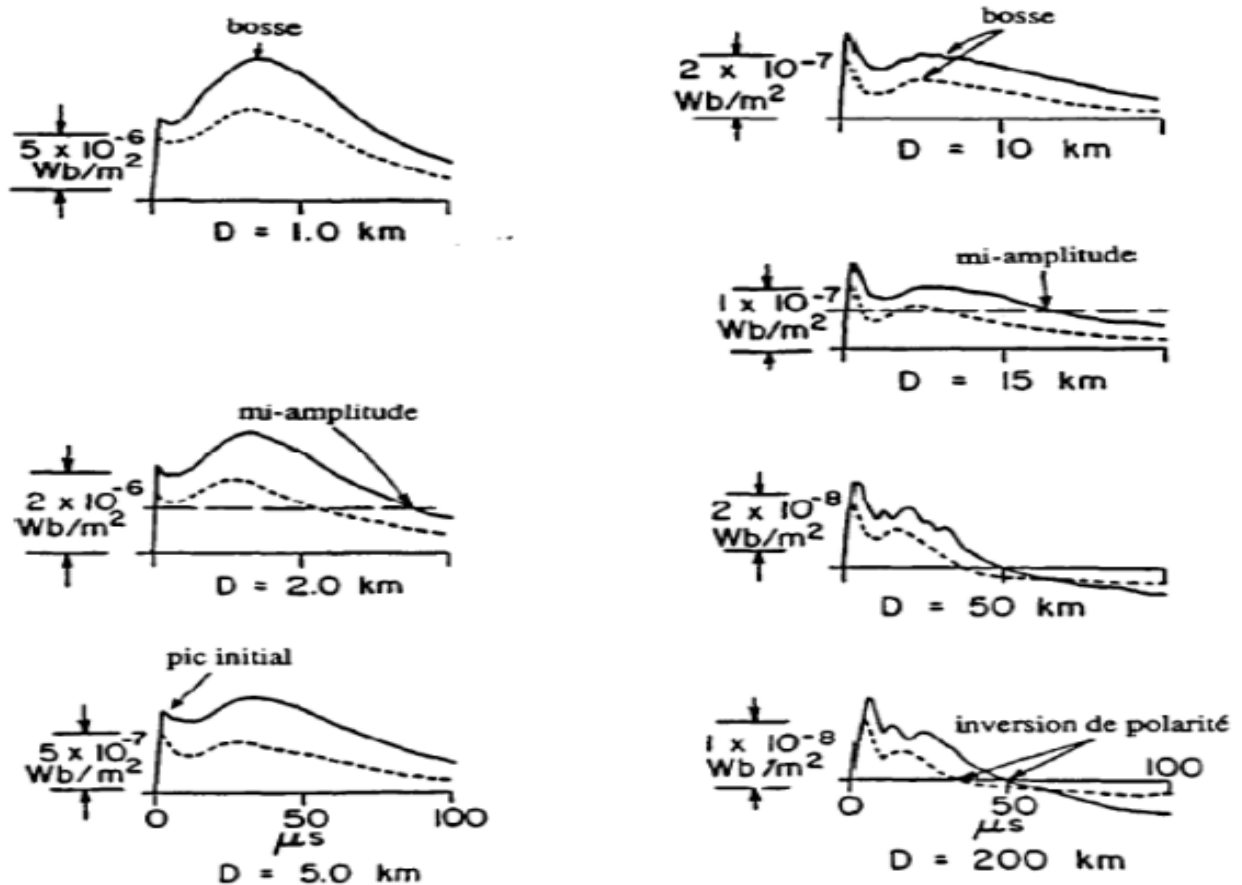 bosse
5 × 10⁻⁶
Wb/m²
D = 1.0 km
mi-amplitude
2 × 10⁻⁶
Wb/m²
D = 2.0 km
pic initial
5 × 10⁻⁷
Wb/m²
0 50 100
μs
D = 5.0 km
bosse
2 × 10⁻⁷
Wb/m²
D = 10 km
mi-amplitude
1 × 10⁻⁷
Wb/m²
D = 15 km
2 × 10⁻⁸
Wb/m²
D = 50 km
inversion de polarité
1 × 10⁻⁸
Wb/m²
100
0 50
μs
D = 200 km